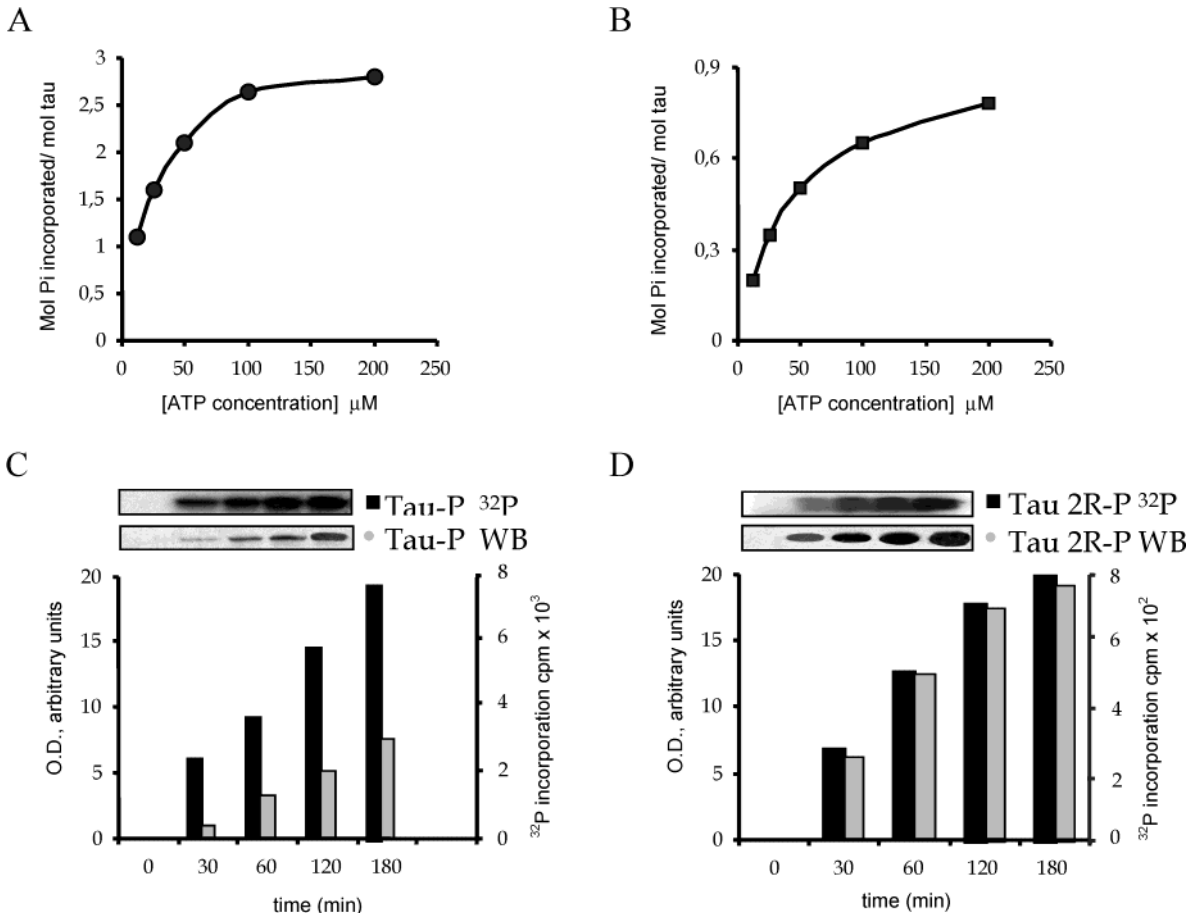 A
Mol Pi incorporated/ mol tau
3
2,5
2
1,5
1
0,5
0
0 50 100 150 200 250
[ATP concentration] μM
B
Mol Pi incorporated/ mol tau
0,9
0,6
0,3
0
0 50 100 150 200 250
[ATP concentration] μM
C
Tau-P ³²P
Tau-P WB
O.D., arbitrary units
20
15
10
5
0
8
6
4
2
0
³²P incorporation cpm x 10³
0 30 60 120 180
time (min)
D
Tau 2R-P ³²P
Tau 2R-P WB
O.D., arbitrary units
20
15
10
5
0
8
6
4
2
0
³²P incorporation cpm x 10²
0 30 60 120 180
time (min)